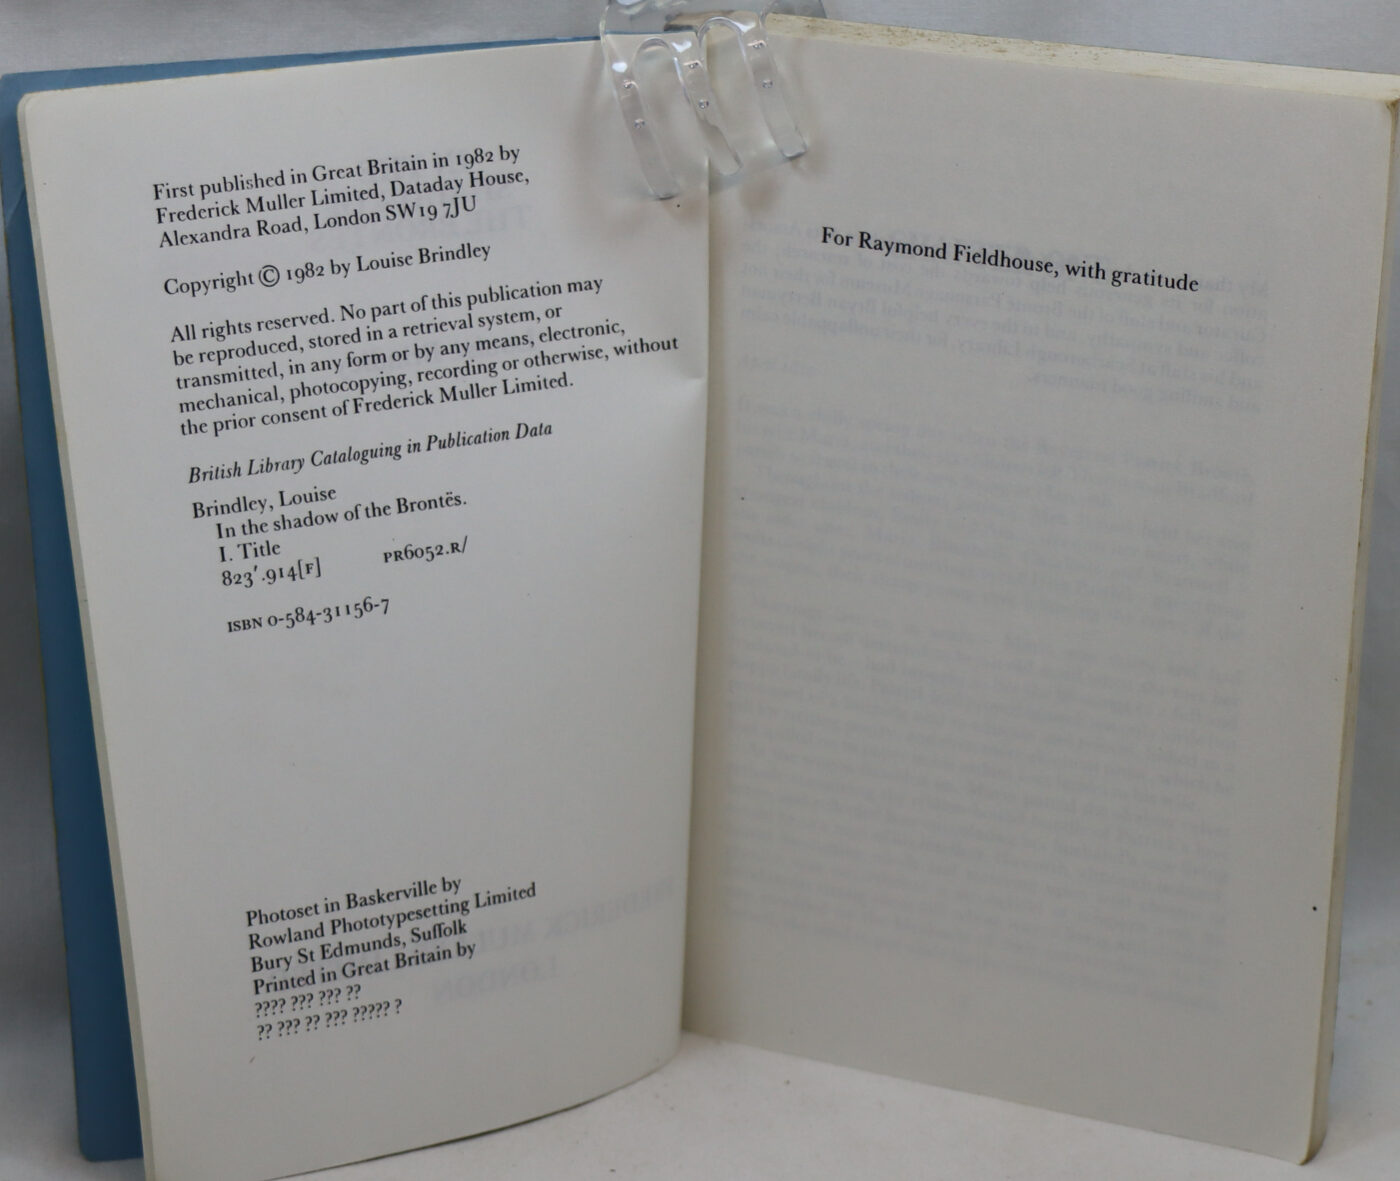 First published in Great Britain in 1982 by
Frederick Muller Limited, Dataday House,
Alexandra Road, London SW19 7JU
Copyright © 1982 by Louise Brindley
All rights reserved. No part of this publication may
be reproduced, stored in a retrieval system, or
transmitted, in any form or by any means, electronic,
mechanical, photocopying, recording or otherwise, without
the prior consent of Frederick Muller Limited.
British Library Cataloguing in Publication Data
Brindley, Louise
In the shadow of the Brontës.
I. Title
823′.914[F] PR6052.R/
ISBN 0-584-31156-7
Photoset in Baskerville by
Rowland Phototypesetting Limited
Bury St Edmunds, Suffolk
Printed in Great Britain by
???? ??? ??? ??
?? ??? ?? ??? ????? ?
For Raymond Fieldhouse, with gratitude